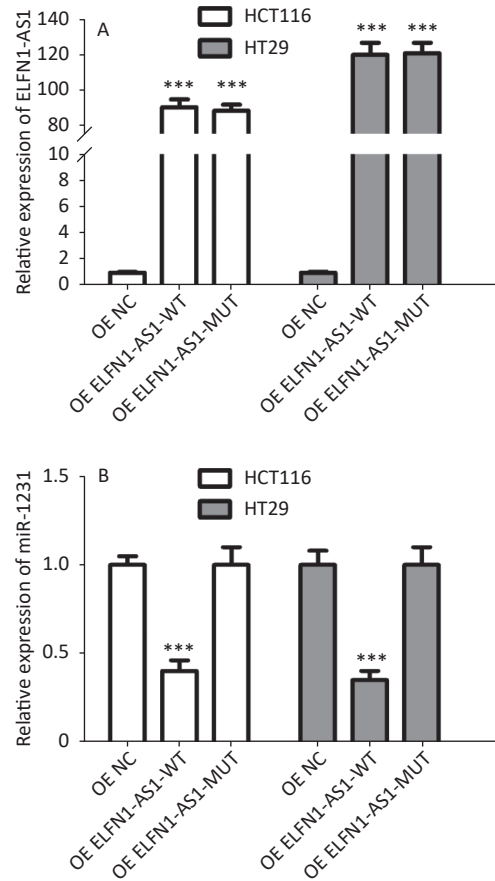 A
HCT116
HT29
Relative expression of ELFN1-AS1
140
120
100
80
10
8
6
4
2
0
***
***
***
***
OE NC
OE ELFN1-AS1-WT
OE ELFN1-AS1-MUT
OE NC
OE ELFN1-AS1-WT
OE ELFN1-AS1-MUT
B
HCT116
HT29
Relative expression of miR-1231
1.5
1.0
0.5
0
***
***
OE NC
OE ELFN1-AS1-WT
OE ELFN1-AS1-MUT
OE NC
OE ELFN1-AS1-WT
OE ELFN1-AS1-MUT